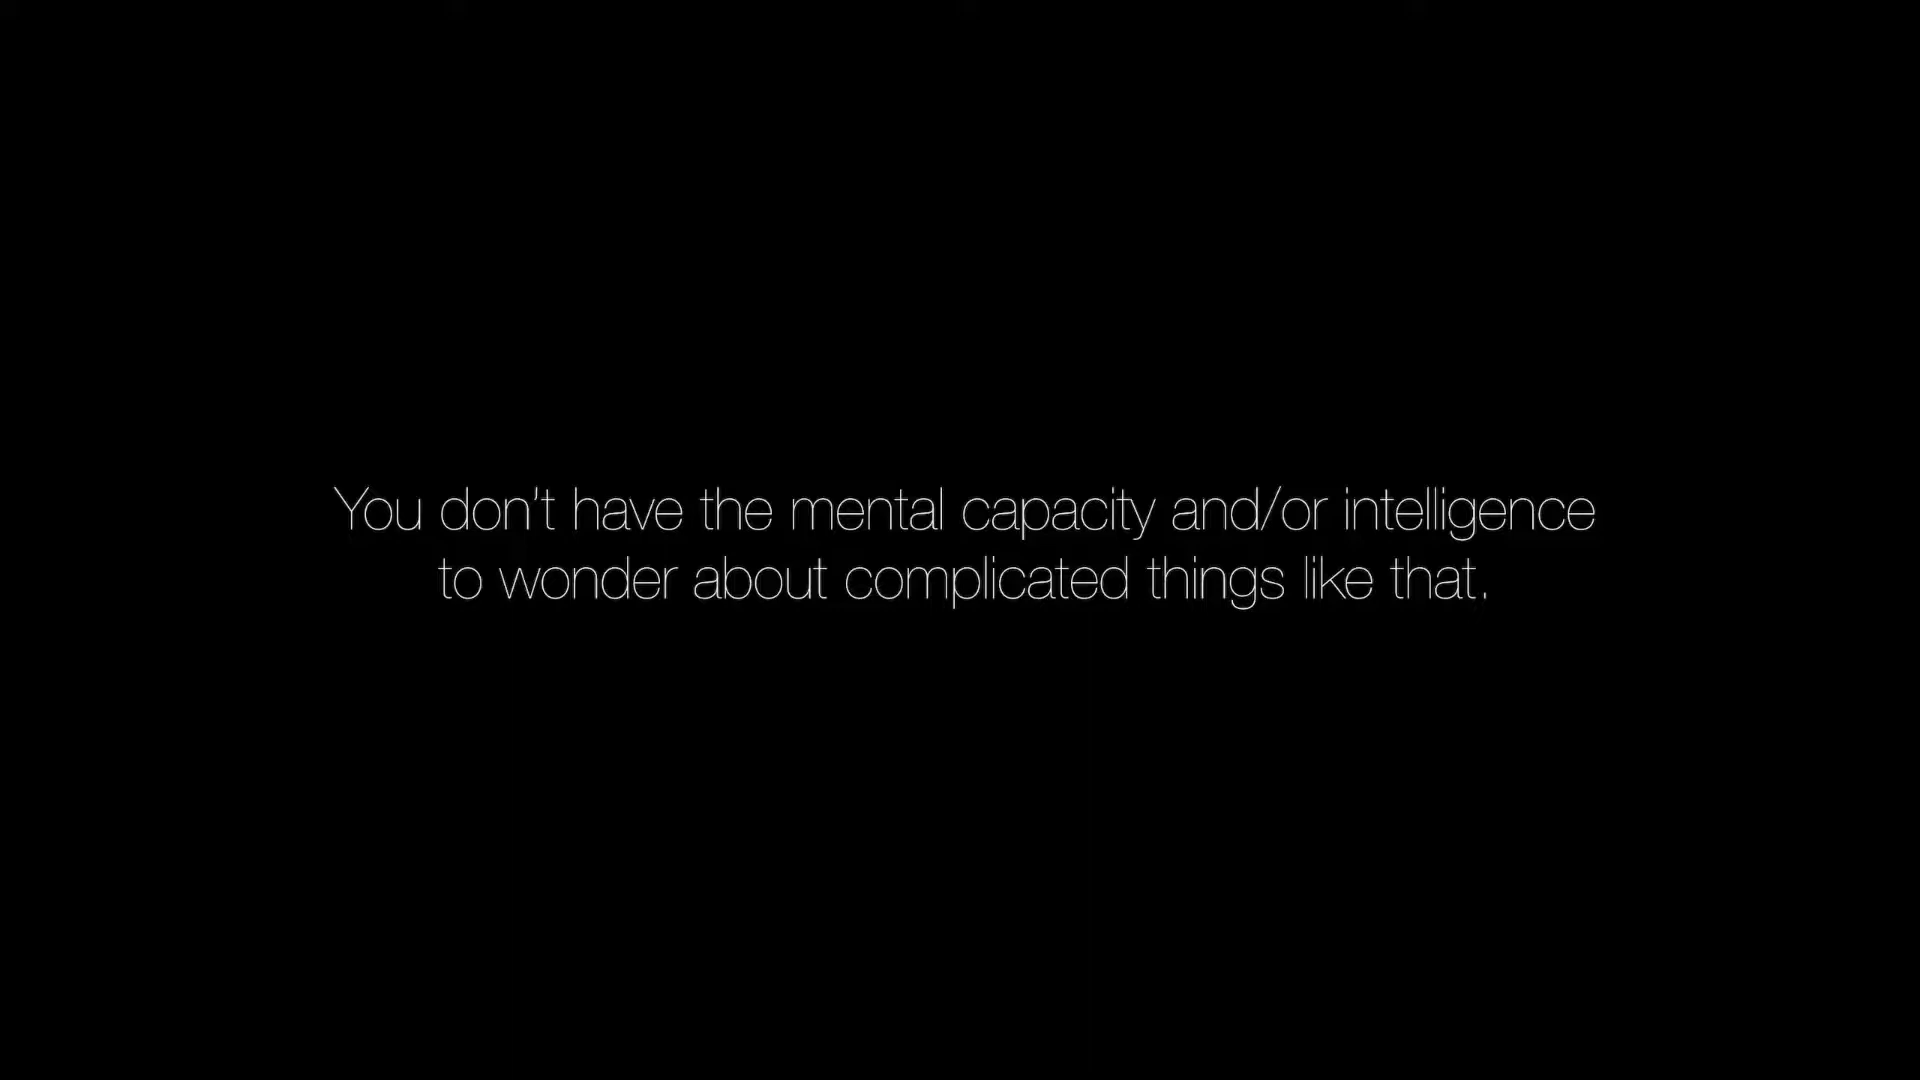 You don't have the mental capacity and/or intelligence
to wonder about complicated things like that.